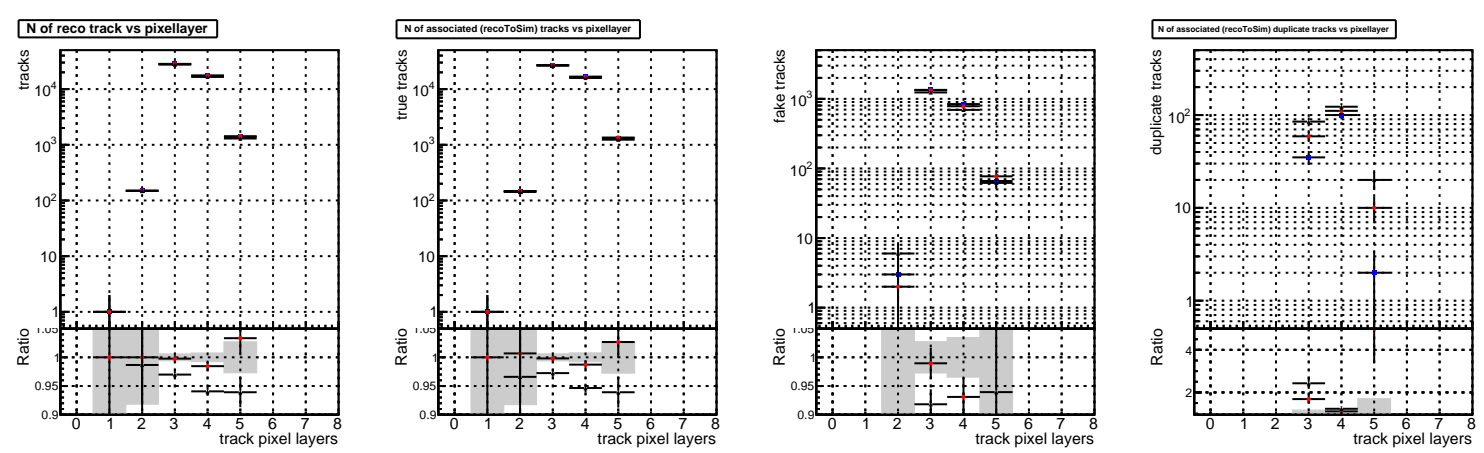 N of reco track vs pixellayer
tracks
10^4
10^3
10^2
10
1
Ratio
1.05
1
0.95
0.9
0 1 2 3 4 5 6 7 8
track pixel layers
N of associated (recoToSim) tracks vs pixellayer
true tracks
10^4
10^3
10^2
10
1
Ratio
1.05
1
0.95
0.9
0 1 2 3 4 5 6 7 8
track pixel layers
fake tracks
10^3
10^2
10
1
Ratio
1.05
1
0.95
0.9
0 1 2 3 4 5 6 7 8
track pixel layers
N of associated (recoToSim) duplicate tracks vs pixellayer
duplicate tracks
10^2
10
1
Ratio
4
2
0 1 2 3 4 5 6 7 8
track pixel layers